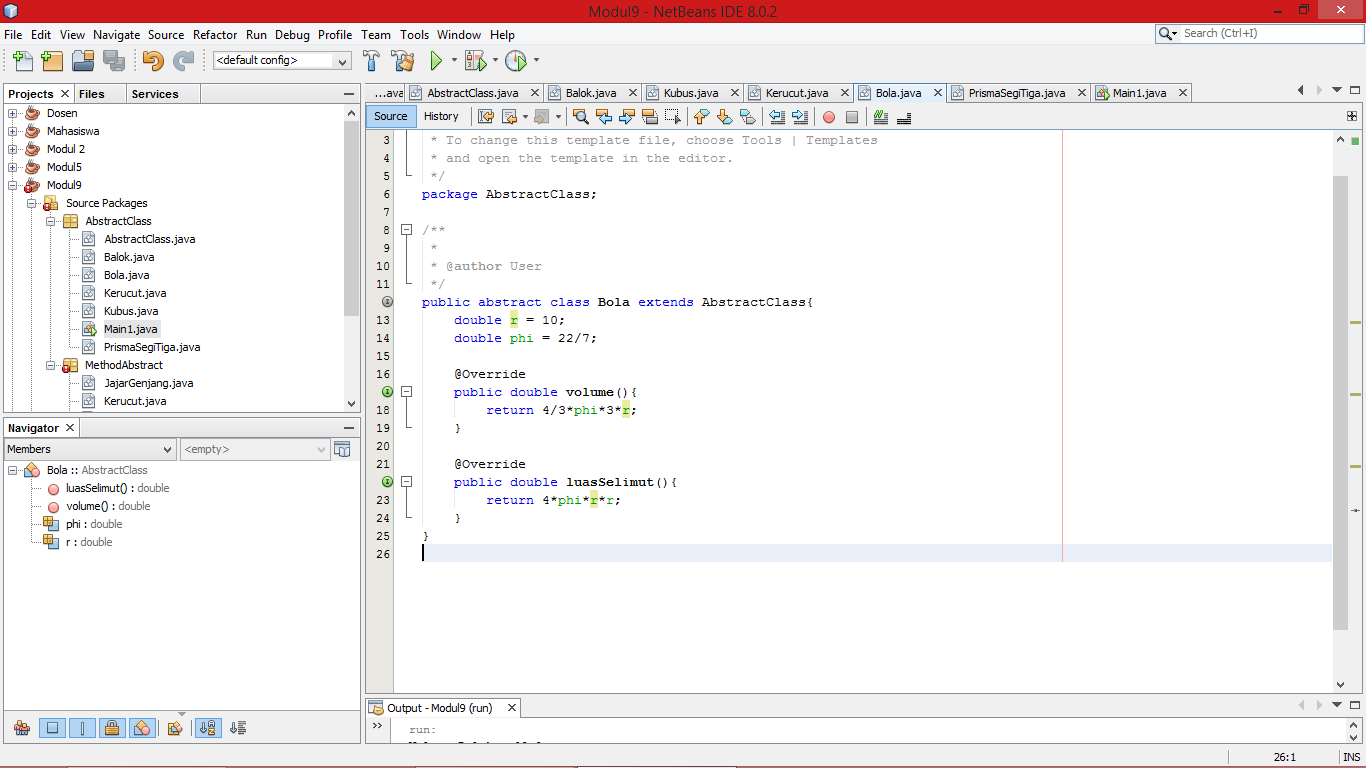 Modul9 - NetBeans IDE 8.0.2
File Edit View Navigate Source Refactor Run Debug Profile Team Tools Window Help
Search (Ctrl+I)
<default config>
Projects Files Services
Dosen
Mahasiswa
Modul 2
Modul5
Modul9
Source Packages
AbstractClass
AbstractClass.java
Balok.java
Bola.java
Kerucut.java
Kubus.java
Main1.java
PrismaSegiTiga.java
MethodAbstract
JajarGenjang.java
Kerucut.java
Navigator
Members <empty>
Bola :: AbstractClass
luasSelimut() : double
volume() : double
phi : double
r : double
...ava AbstractClass.java Balok.java Kubus.java Kerucut.java Bola.java PrismaSegiTiga.java Main1.java
Source History
3 * To change this template file, choose Tools | Templates
4 * and open the template in the editor.
5 */
6 package AbstractClass;
7
8 /**
9 *
10 * @author User
11 */
public abstract class Bola extends AbstractClass{
13 double r = 10;
14 double phi = 22/7;
15
16 @Override
public double volume(){
18 return 4/3*phi*3*r;
19 }
20
21 @Override
public double luasSelimut(){
23 return 4*phi*r*r;
24 }
25 }
26
Output - Modul9 (run)
run:
26:1 INS